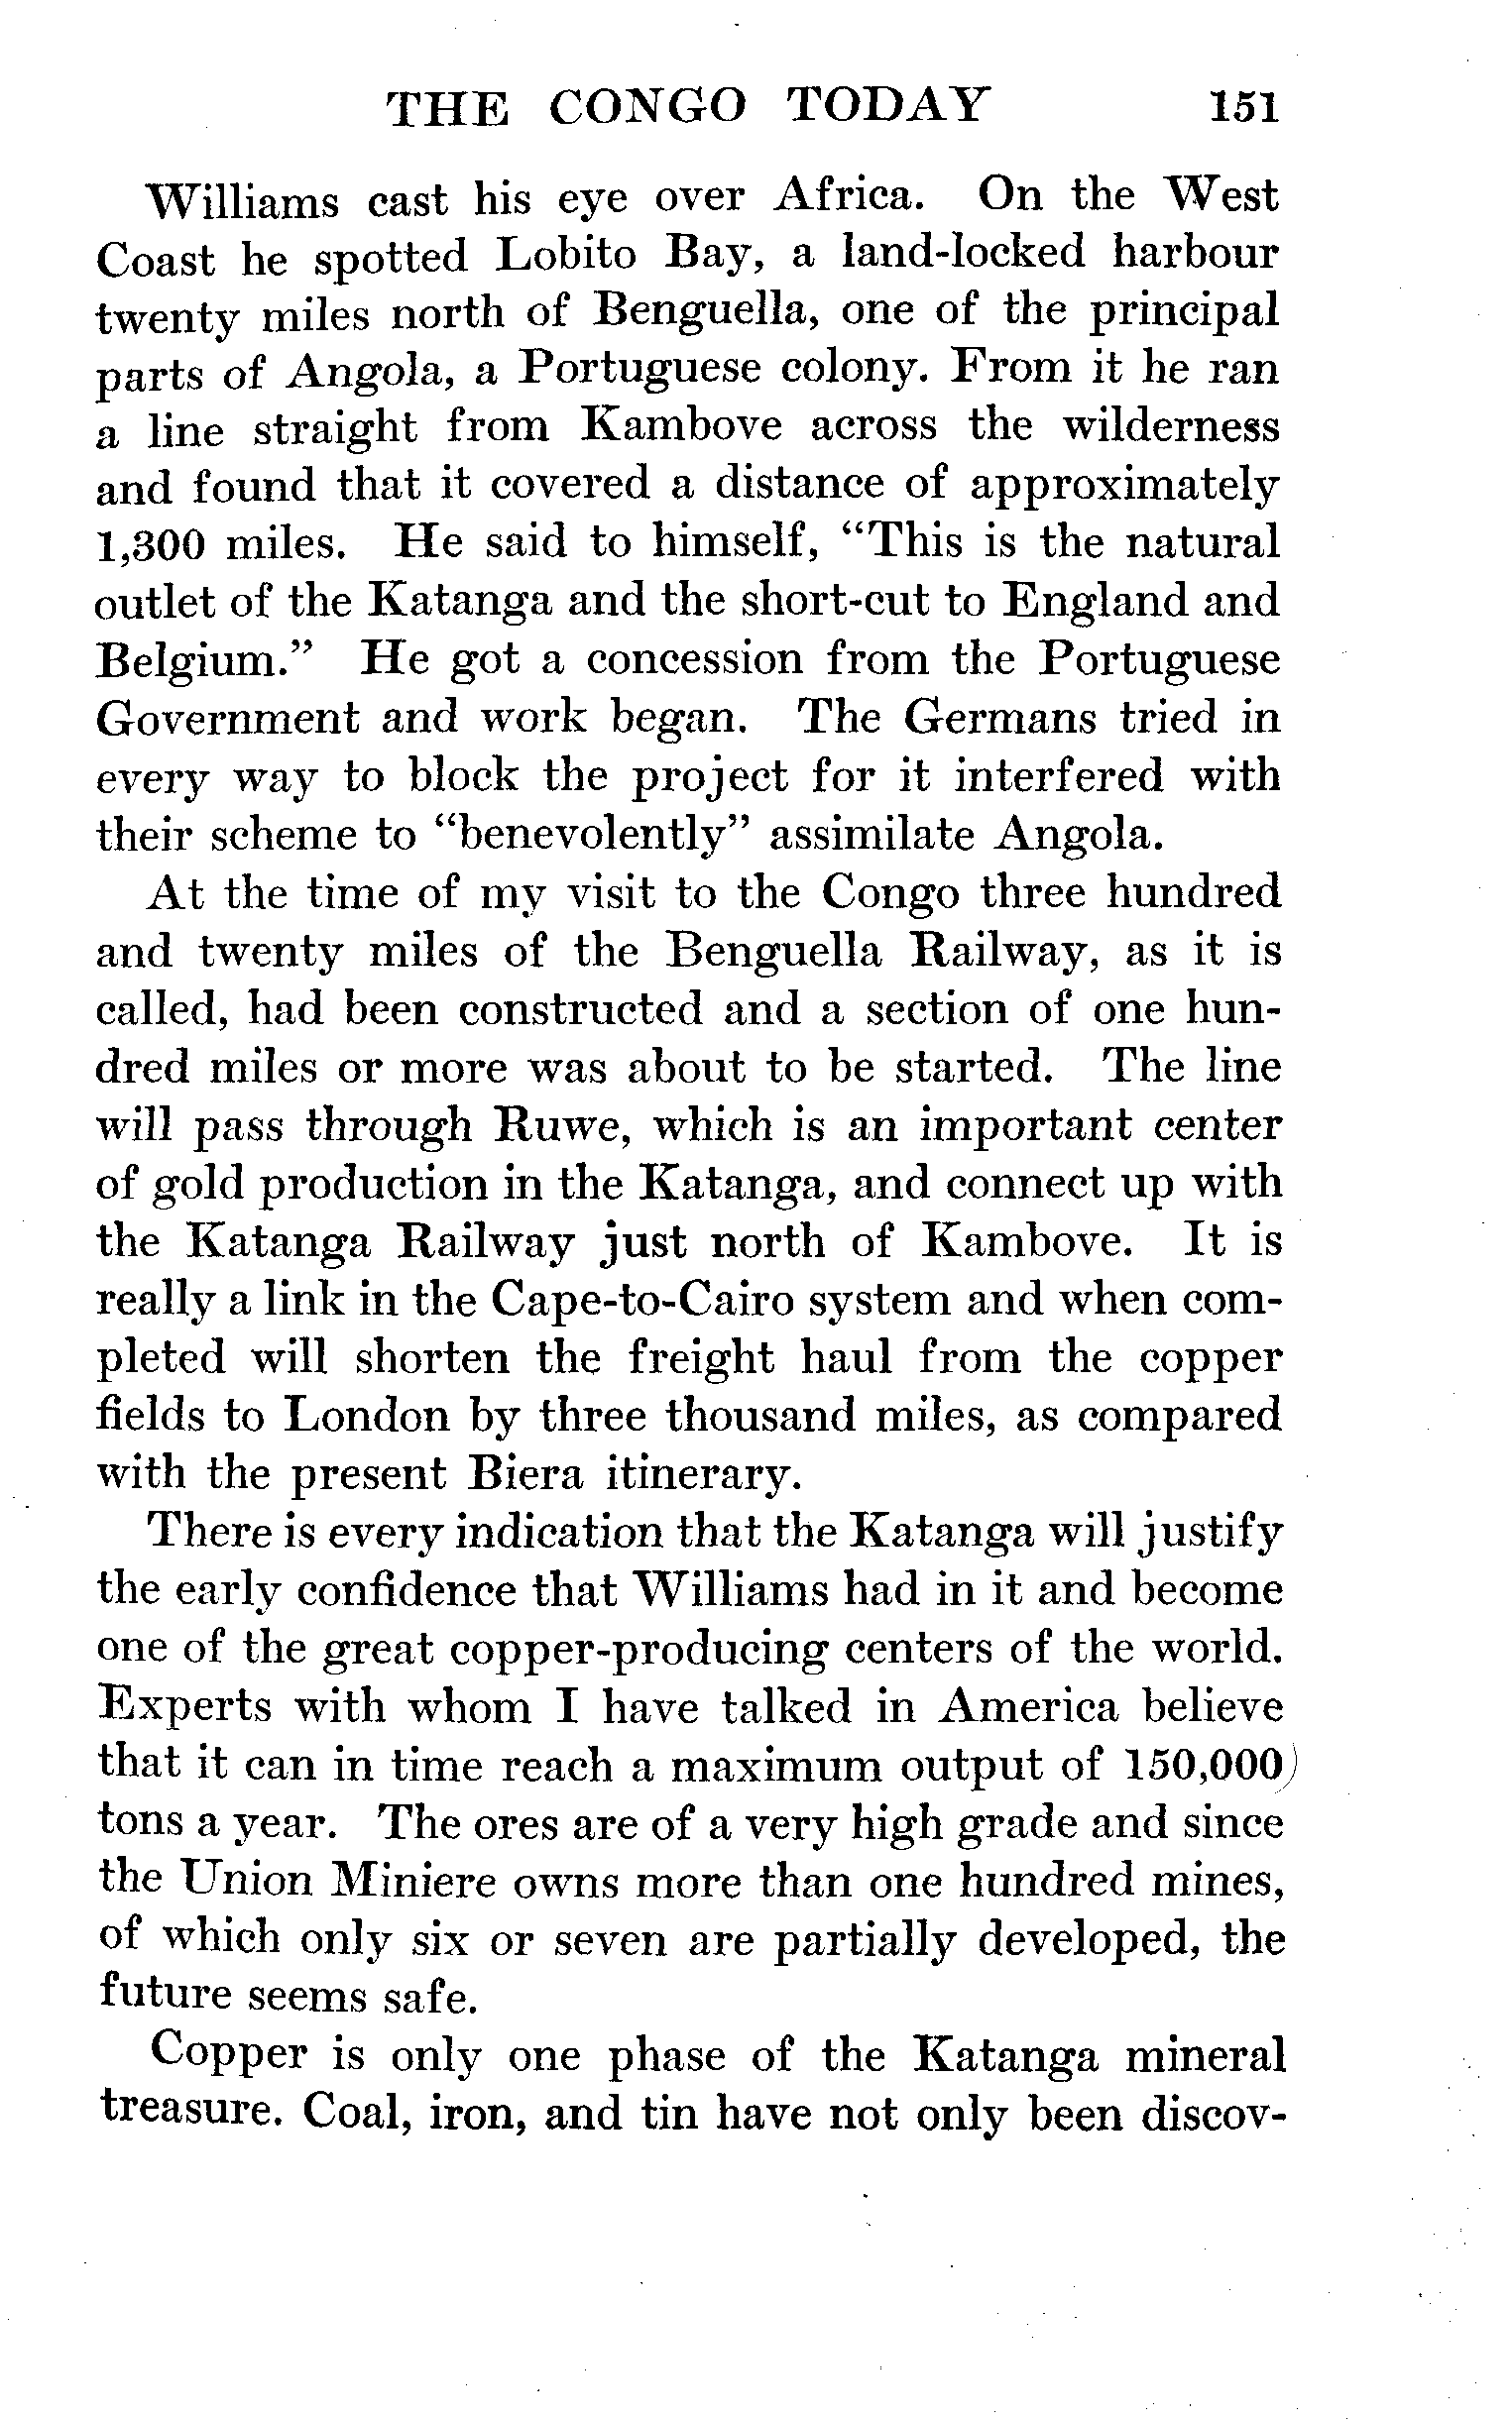 THE CONGO TODAY 151
Williams cast his eye over Africa. On the West
Coast he spotted Lobito Bay, a land-locked harbour
twenty miles north of Benguella, one of the principal
parts of Angola, a Portuguese colony. From it he ran
a line straight from Kambove across the wilderness
and found that it covered a distance of approximately
1,300 miles. He said to himself, “This is the natural
outlet of the Katanga and the short-cut to England and
Belgium.” He got a concession from the Portuguese
Government and work began. The Germans tried in
every way to block the project for it interfered with
their scheme to “benevolently” assimilate Angola.
At the time of my visit to the Congo three hundred
and twenty miles of the Benguella Railway, as it is
called, had been constructed and a section of one hun-
dred miles or more was about to be started. The line
will pass through Ruwe, which is an important center
of gold production in the Katanga, and connect up with
the Katanga Railway just north of Kambove. It is
really a link in the Cape-to-Cairo system and when com-
pleted will shorten the freight haul from the copper
fields to London by three thousand miles, as compared
with the present Biera itinerary.
There is every indication that the Katanga will justify
the early confidence that Williams had in it and become
one of the great copper-producing centers of the world.
Experts with whom I have talked in America believe
that it can in time reach a maximum output of 150,000
tons a year. The ores are of a very high grade and since
the Union Miniere owns more than one hundred mines,
of which only six or seven are partially developed, the
future seems safe.
Copper is only one phase of the Katanga mineral
treasure. Coal, iron, and tin have not only been discov-